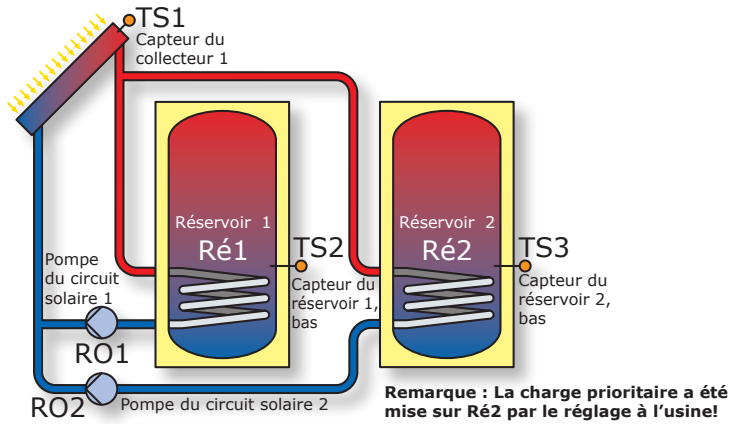 TS1
Capteur du
collecteur 1
Réservoir 1
Ré1
Réservoir 2
Ré2
TS2
Capteur du
réservoir 1,
bas
TS3
Capteur du
réservoir 2,
bas
Pompe
du circuit
solaire 1
RO1
RO2
Pompe du circuit solaire 2
Remarque : La charge prioritaire a été
mise sur Ré2 par le réglage à l’usine!